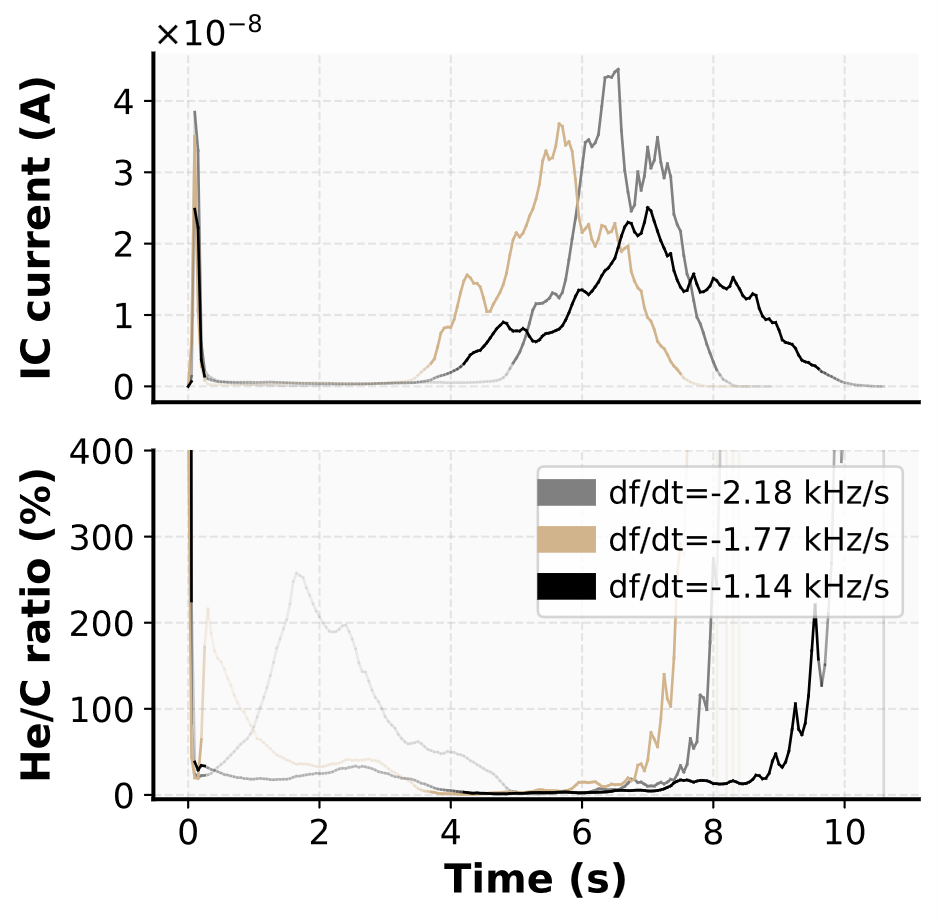 ×10⁻⁸
IC current (A)
4
3
2
1
0
He/C ratio (%)
400
300
200
100
0
df/dt=-2.18 kHz/s
df/dt=-1.77 kHz/s
df/dt=-1.14 kHz/s
0 2 4 6 8 10
Time (s)